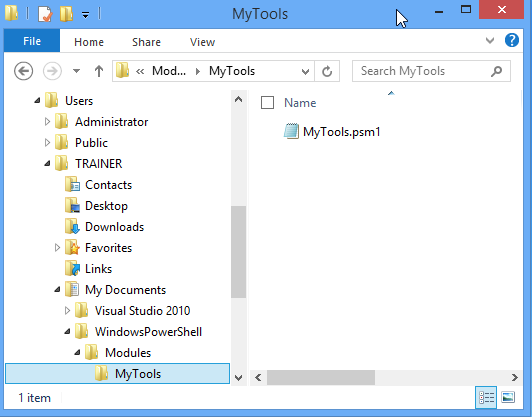 MyTools
File Home Share View
« Mod... MyTools Search MyTools
Users
Administrator
Public
TRAINER
Contacts
Desktop
Downloads
Favorites
Links
My Documents
Visual Studio 2010
WindowsPowerShell
Modules
MyTools
Name
MyTools.psm1
1 item